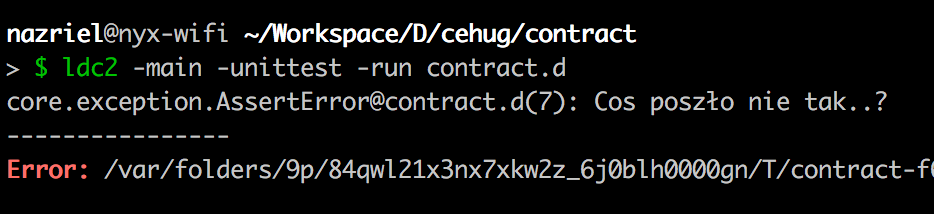 nazriel@nyx-wifi ~/Workspace/D/cehug/contract
> $ ldc2 -main -unittest -run contract.d
core.exception.AssertError@contract.d(7): Cos poszło nie tak..?
----------------
Error: /var/folders/9p/84qwl21x3nx7xkw2z_6j0blh0000gn/T/contract-f